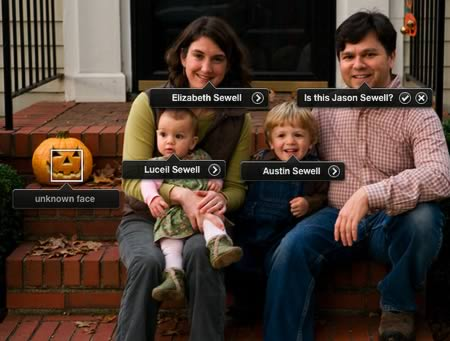 Elizabeth Sewell
Is this Jason Sewell?
Luceil Sewell
Austin Sewell
unknown face